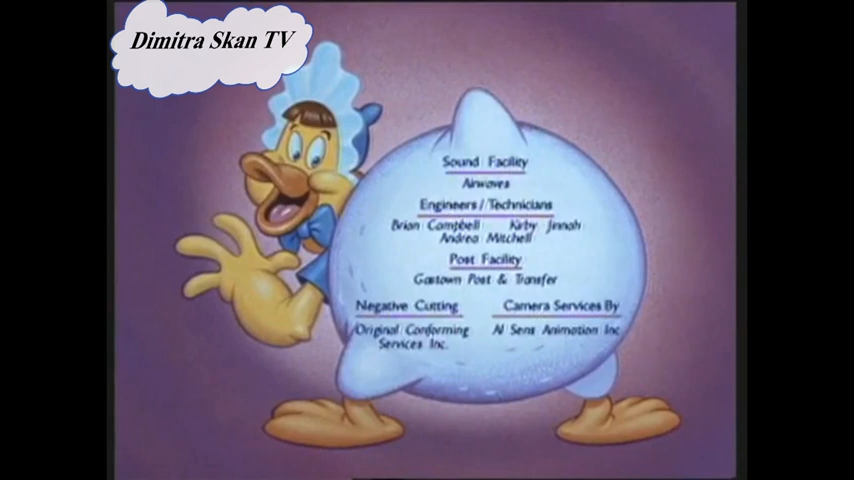 Dimitra Skan TV
Sound Facility
Airwaves
Engineers / Technicians
Brian Campbell Kirby Jinnah
Andrea Mitchell
Post Facility
Gastown Post & Transfer
Negative Cutting Camera Services By
Original Conforming Al Sens Animation Inc
Services Inc.